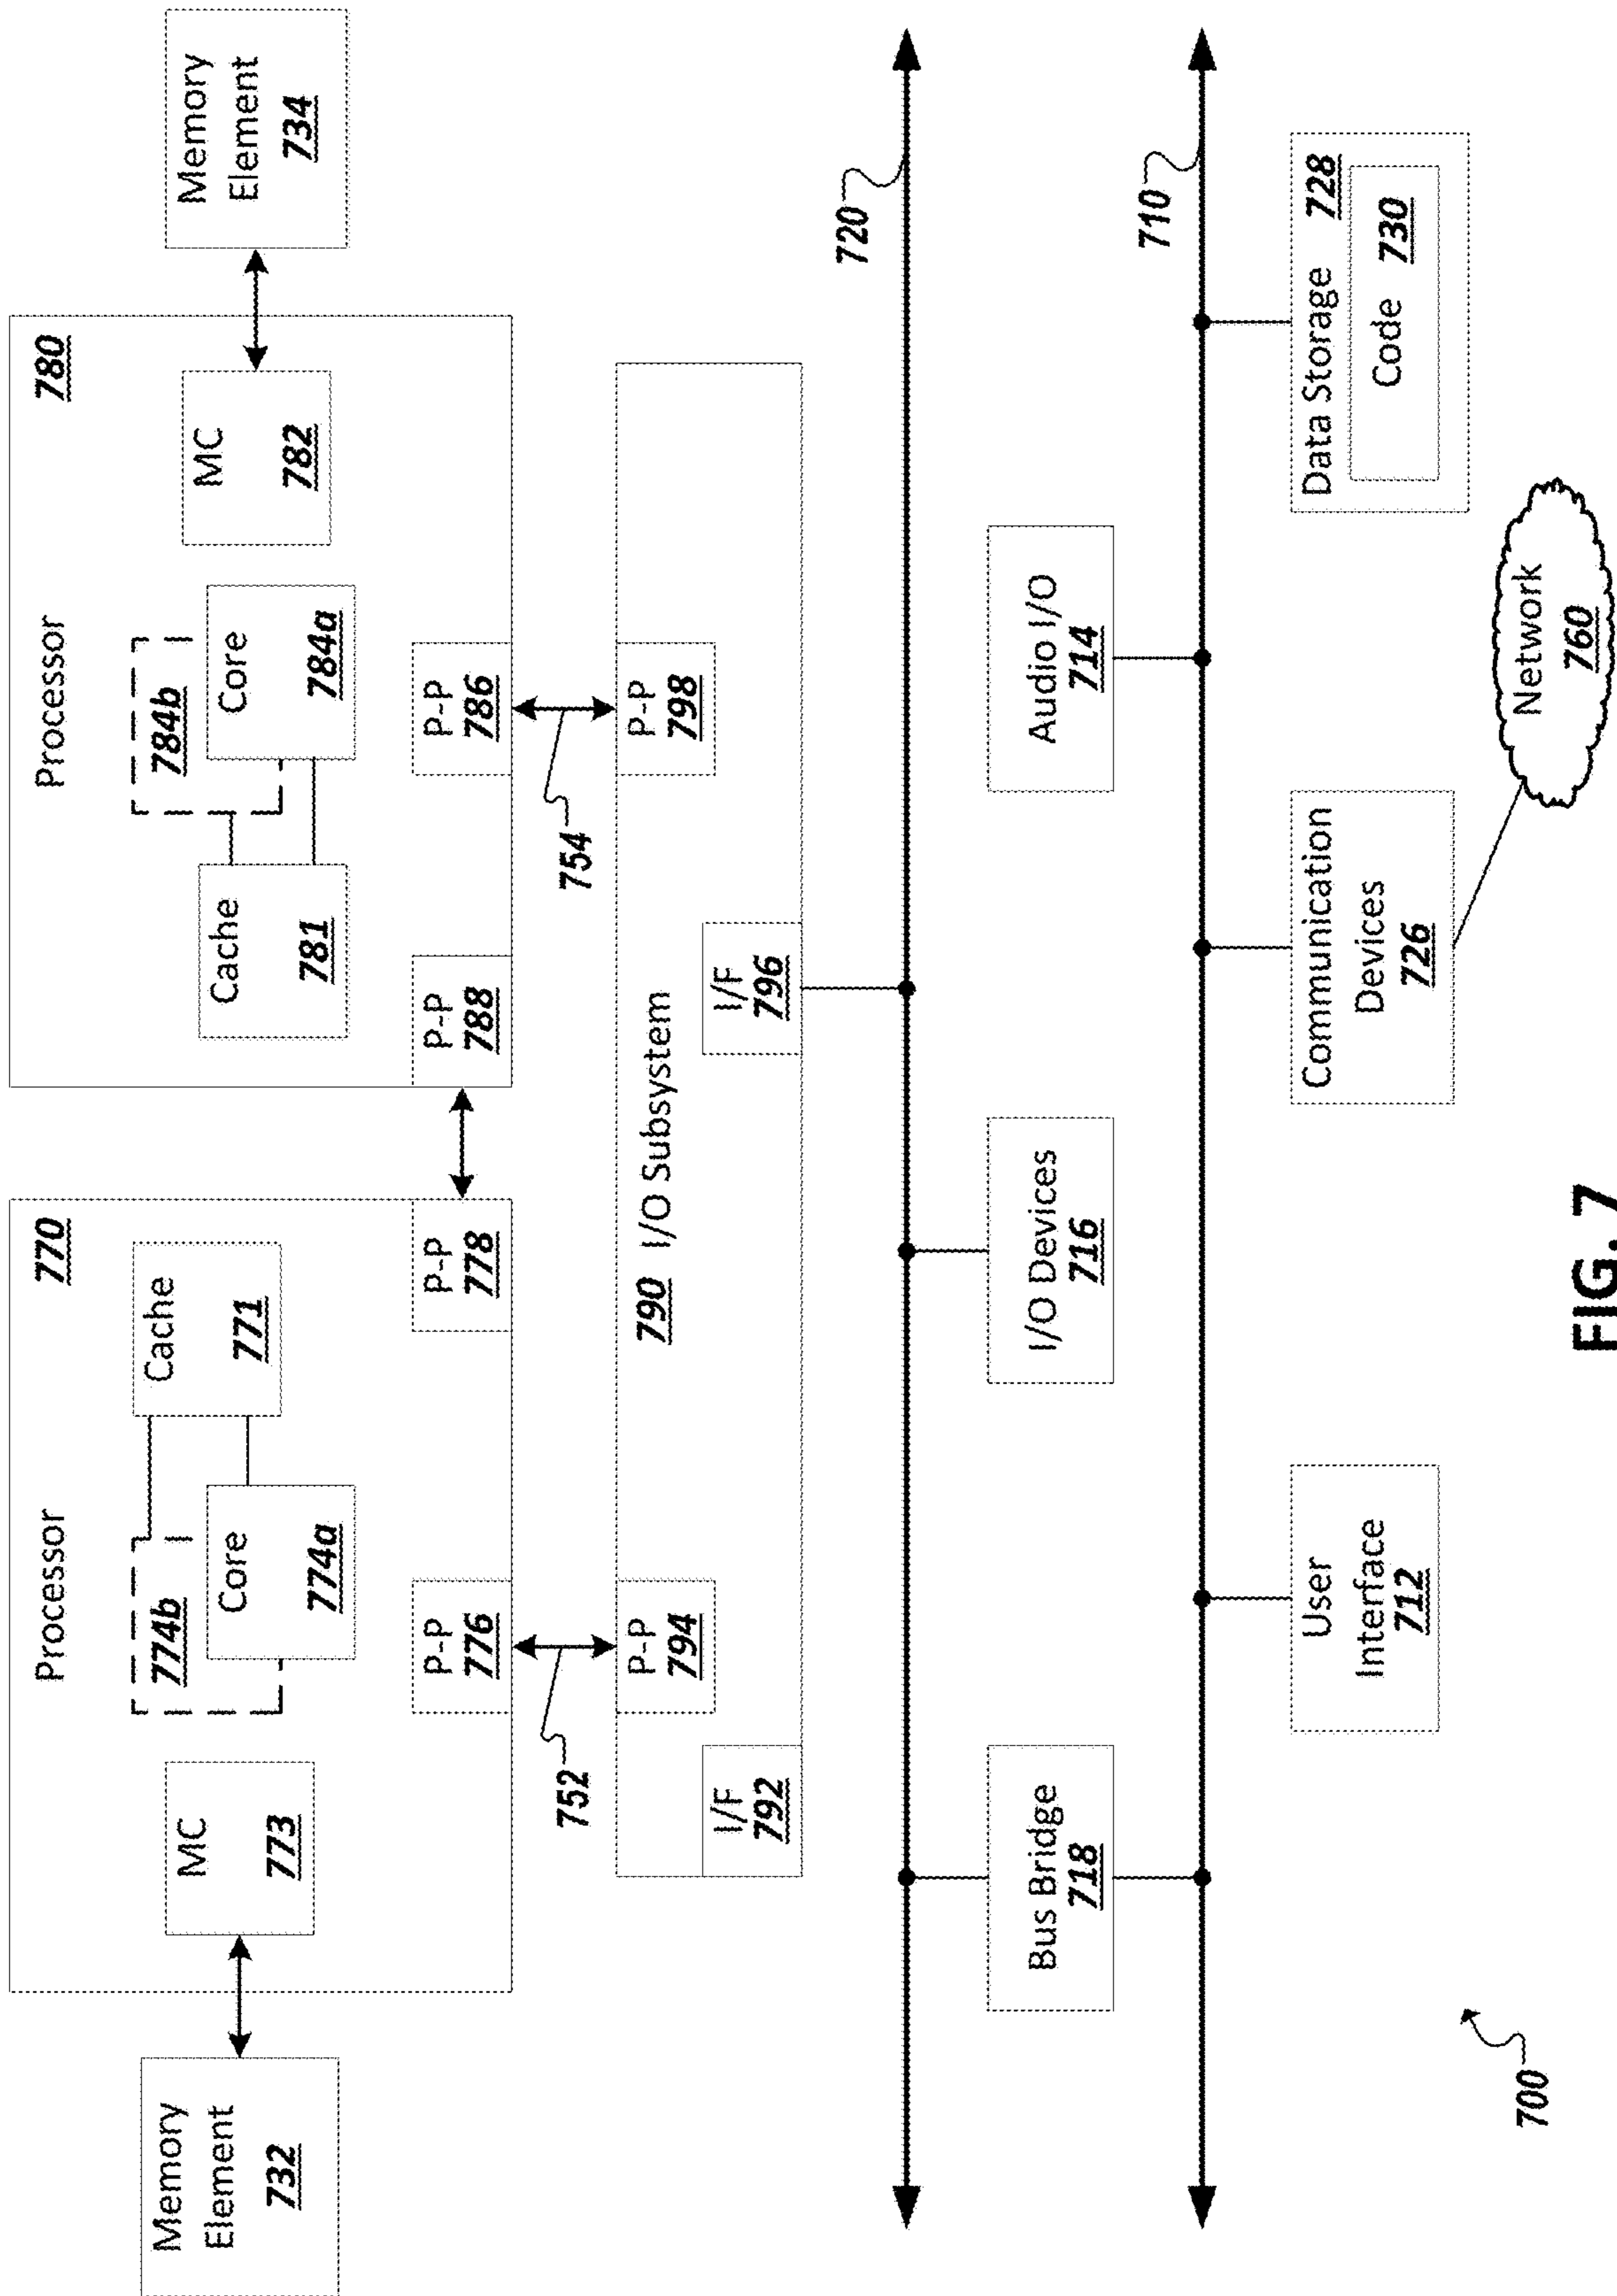 Memory
Element
732
Processor
770
MC
773
774b
Core
774a
Cache
771
P-P
776
P-P
778
Processor
780
Cache
781
784b
Core
784a
MC
782
P-P
788
P-P
786
Memory
Element
734
752
754
P-P
794
790 I/O Subsystem
P-P
798
I/F
792
I/F
796
720
Bus Bridge
718
I/O Devices
716
Audio I/O
714
710
User
Interface
712
Communication
Devices
726
Data Storage 728
Code 730
Network
760
700
FIG. 7